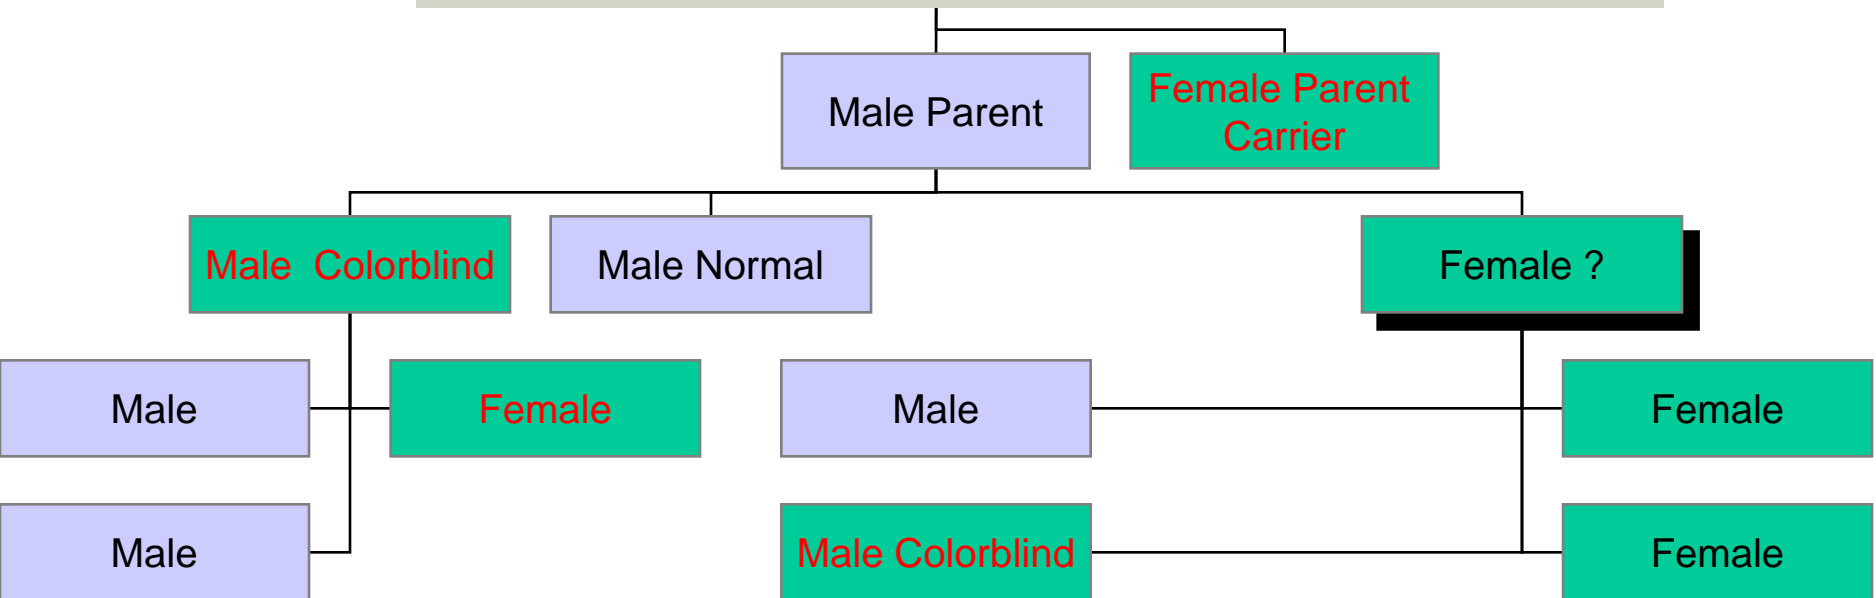 Male Parent
Female Parent
Carrier
Male  Colorblind
Male Normal
Female ?
Male
Female
Male
Female
Male
Male Colorblind
Female